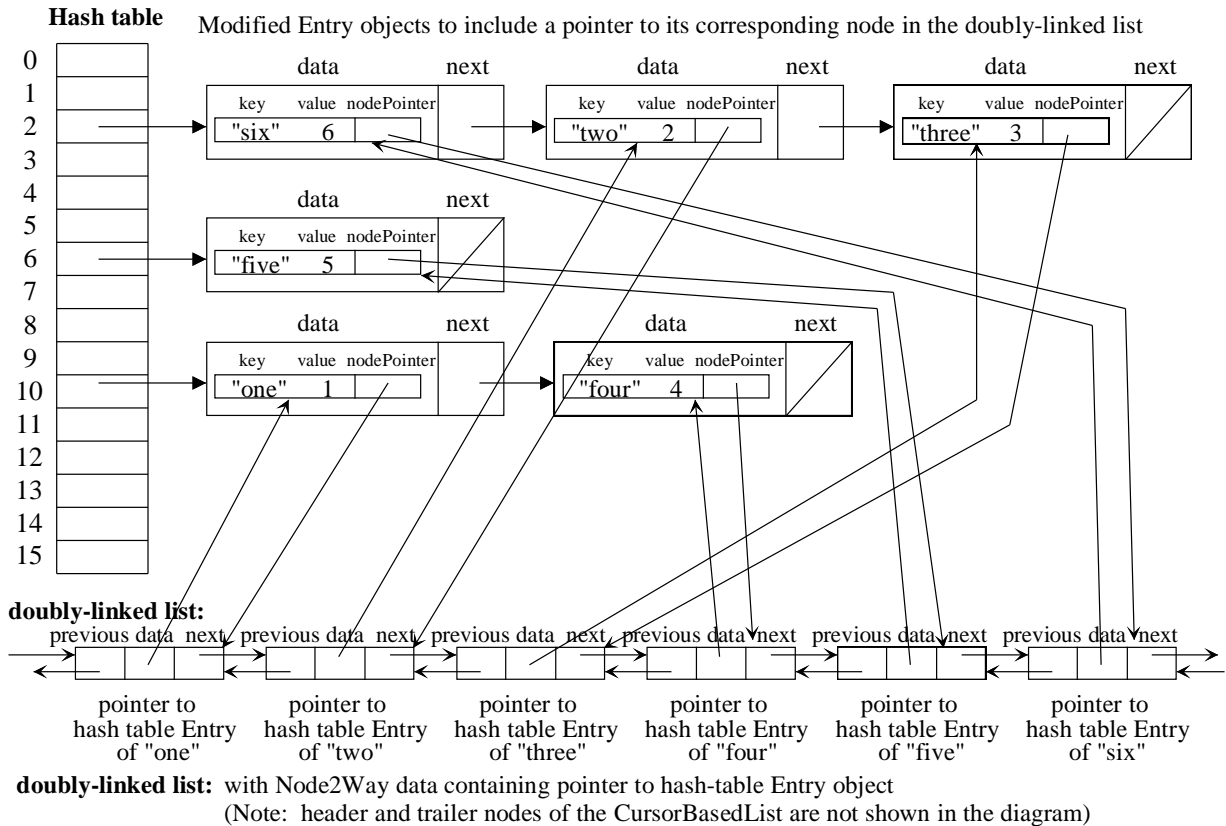 Hash table
Modified Entry objects to include a pointer to its corresponding node in the doubly-linked list
0
1
2
3
4
5
6
7
8
9
10
11
12
13
14
15
data next data next data next
key value nodePointer key value nodePointer key value nodePointer
"six" 6 "two" 2 "three" 3
data next
key value nodePointer
"five" 5
data next data next
key value nodePointer key value nodePointer
"one" 1 "four" 4
doubly-linked list:
previous data next previous data next previous data next previous data next previous data next previous data next
pointer to pointer to pointer to pointer to pointer to pointer to
hash table Entry hash table Entry hash table Entry hash table Entry hash table Entry hash table Entry
of "one" of "two" of "three" of "four" of "five" of "six"
doubly-linked list: with Node2Way data containing pointer to hash-table Entry object
(Note: header and trailer nodes of the CursorBasedList are not shown in the diagram)